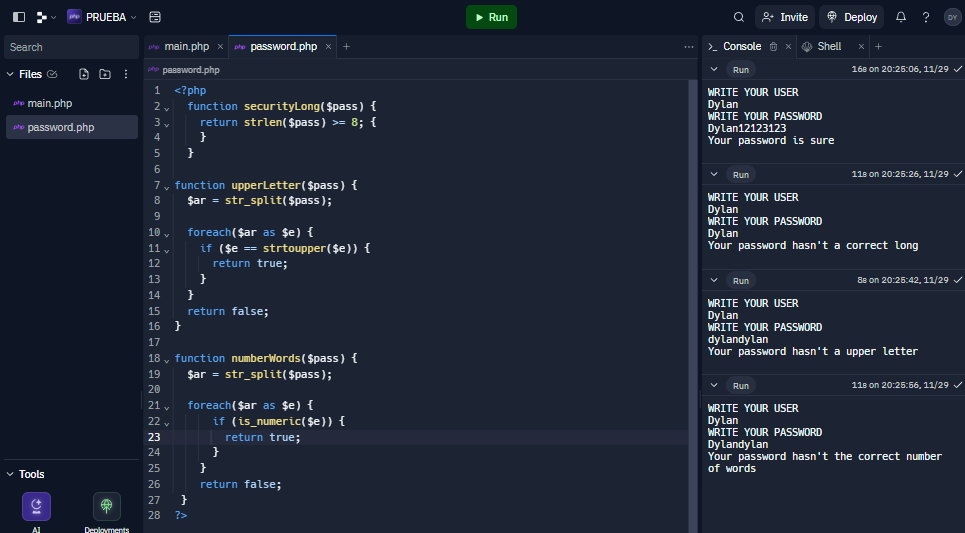 php PRUEBA
Run
Invite
Deploy
DY
Search
Files
php main.php
php password.php
Tools
AI
Deployments
php main.php × php password.php × +
php password.php
1 <?php
2 function securityLong($pass) {
3 return strlen($pass) >= 8; {
4 }
5 }
6
7 function upperLetter($pass) {
8 $ar = str_split($pass);
9
10 foreach($ar as $e) {
11 if ($e == strtoupper($e)) {
12 return true;
13 }
14 }
15 return false;
16 }
17
18 function numberWords($pass) {
19 $ar = str_split($pass);
20
21 foreach($ar as $e) {
22 if (is_numeric($e)) {
23 return true;
24 }
25 }
26 return false;
27 }
28 ?>
Console × Shell × +
Run 16s on 20:25:06, 11/29
WRITE YOUR USER
Dylan
WRITE YOUR PASSWORD
Dylan12123123
Your password is sure
Run 11s on 20:25:26, 11/29
WRITE YOUR USER
Dylan
WRITE YOUR PASSWORD
Dylan
Your password hasn't a correct long
Run 8s on 20:25:42, 11/29
WRITE YOUR USER
Dylan
WRITE YOUR PASSWORD
dylandylan
Your password hasn't a upper letter
Run 11s on 20:25:56, 11/29
WRITE YOUR USER
Dylan
WRITE YOUR PASSWORD
Dylandylan
Your password hasn't the correct number
of words